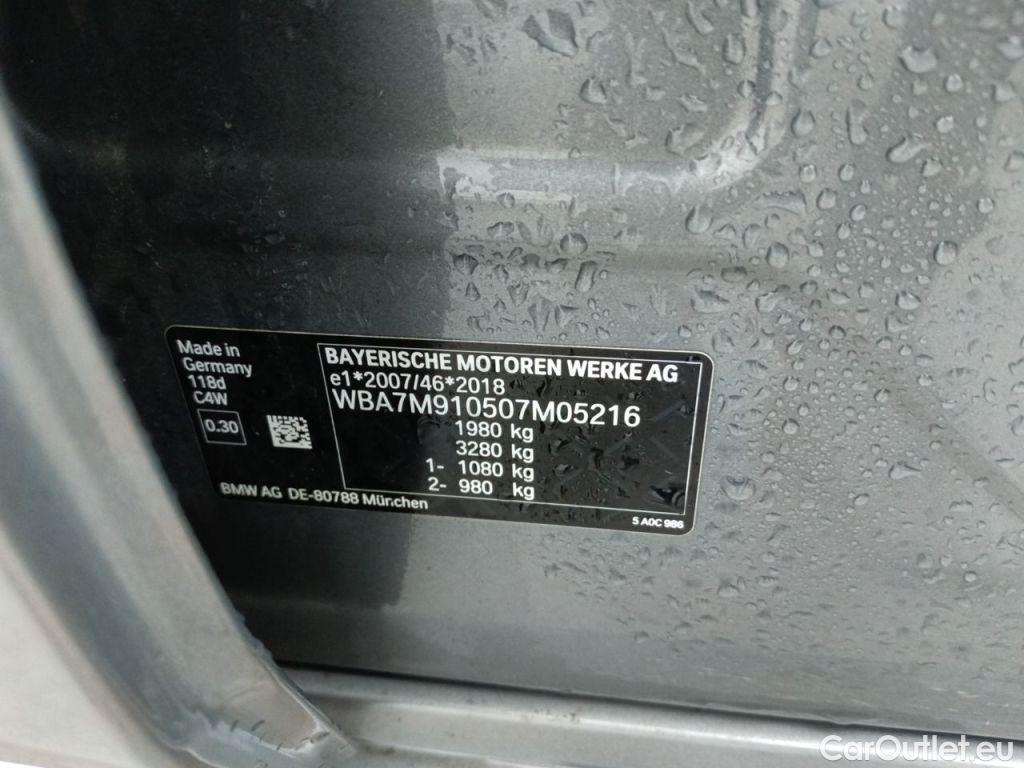 Made in
Germany
118d
C4W
0.30
BAYERISCHE MOTOREN WERKE AG
e1*2007/46*2018
WBA7M910507M05216
1980 kg
3280 kg
1- 1080 kg
2- 980 kg
BMW AG DE-80788 München
5 A0C 986
CarOutlet.eu